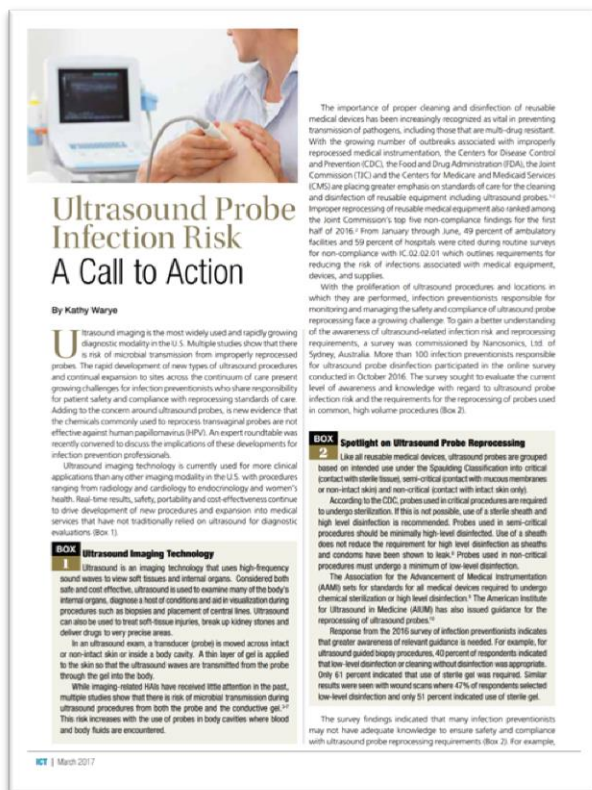 Ultrasound Probe
Infection Risk
A Call to Action
By Kathy Warye
Ultrasound imaging is the most widely used and rapidly growing
diagnostic modality in the U.S. Multiple studies show that there
is risk of microbial transmission from improperly reprocessed
probes. The rapid development of new types of ultrasound procedures
and continual expansion to sites across the continuum of care present
growing challenges for infection preventionists who share responsibility
for patient safety and compliance with reprocessing standards of care.
Adding to the concern around ultrasound probes, is new evidence that
the chemicals commonly used to reprocess transvaginal probes are not
effective against human papillomavirus (HPV). An expert roundtable was
recently convened to discuss the implications of these developments for
infection prevention professionals.
Ultrasound imaging technology is currently used for more clinical
applications than any other imaging modality in the U.S. with procedures
ranging from radiology and cardiology to endocrinology and women's
health. Real-time results, safety, portability and cost-effectiveness continue
to drive development of new procedures and expansion into medical
services that have not traditionally relied on ultrasound for diagnostic
evaluations (Box 1).
BOX 1 Ultrasound Imaging Technology
Ultrasound is an imaging technology that uses high-frequency
sound waves to view soft tissues and internal organs. Considered both
safe and cost effective, ultrasound is used to examine many of the body's
internal organs, diagnose a host of conditions and aid in visualization during
procedures such as biopsies and placement of central lines. Ultrasound
can also be used to treat soft-tissue injuries, break up kidney stones and
deliver drugs to very precise areas.
In an ultrasound exam, a transducer (probe) is moved across intact
or non-intact skin or inside a body cavity. A thin layer of gel is applied
to the skin so that the ultrasound waves are transmitted from the probe
through the gel into the body.
While imaging-related HAIs have received little attention in the past,
multiple studies show that there is risk of microbial transmission during
ultrasound procedures from both the probe and the conductive gel.
This risk increases with the use of probes in body cavities where blood
and body fluids are encountered.
The importance of proper cleaning and disinfection of reusable
medical devices has been increasingly recognized as vital in preventing
transmission of pathogens, including those that are multi-drug resistant.
With the growing number of outbreaks associated with improperly
reprocessed medical instrumentation, the Centers for Disease Control
and Prevention (CDC), the Food and Drug Administration (FDA), the Joint
Commission (TJC) and the Centers for Medicare and Medicaid Services
(CMS) are placing greater emphasis on standards of care for the cleaning
and disinfection of reusable equipment including ultrasound probes.
Improper reprocessing of reusable medical equipment also ranked among
the Joint Commission's top five non-compliance findings for the first
half of 2016. From January through June, 49 percent of ambulatory
facilities and 59 percent of hospitals were cited during routine surveys
for non-compliance with IC.02.02.01 which outlines requirements for
reducing the risk of infections associated with medical equipment,
devices, and supplies.
With the proliferation of ultrasound procedures and locations in
which they are performed, infection preventionists responsible for
monitoring and managing the safety and compliance of ultrasound probe
reprocessing face a growing challenge. To gain a better understanding
of the awareness of ultrasound-related infection risk and reprocessing
requirements, a survey was commissioned by Nanosonics, Ltd. of
Sydney, Australia. More than 100 infection preventionists responsible
for ultrasound probe disinfection participated in the online survey
conducted in October 2016. The survey sought to evaluate the current
level of awareness and knowledge with regard to ultrasound probe
infection risk and the requirements for the reprocessing of probes used
in common, high volume procedures (Box 2).
BOX 2 Spotlight on Ultrasound Probe Reprocessing
Like all reusable medical devices, ultrasound probes are grouped
based on intended use under the Spaulding Classification into critical
(contact with sterile tissue), semi-critical (contact with mucous membranes
or non-intact skin) and non-critical (contact with intact skin only).
According to the CDC, probes used in critical procedures are required
to undergo sterilization. If this is not possible, use of a sterile sheath and
high level disinfection is recommended. Probes used in semi-critical
procedures should be minimally high-level disinfected. Use of a sheath
does not reduce the requirement for high level disinfection as sheaths
and condoms have been shown to leak. Probes used in non-critical
procedures must undergo a minimum of low-level disinfection.
The Association for the Advancement of Medical Instrumentation
(AAMI) sets for standards for all medical devices required to undergo
chemical sterilization or high level disinfection. The American Institute
for Ultrasound in Medicine (AIUM) has also issued guidance for the
reprocessing of ultrasound probes.
Response from the 2016 survey of infection preventionists indicates
that greater awareness of relevant guidance is needed. For example, for
ultrasound guided biopsy procedures, 40 percent of respondents indicated
that low-level disinfection or cleaning without disinfection was appropriate.
Only 61 percent indicated that use of sterile gel was required. Similar
results were seen with wound scans where 47% of respondents selected
low-level disinfection and only 51 percent indicated use of sterile gel.
The survey findings indicated that many infection preventionists
may not have adequate knowledge to ensure safety and compliance
with ultrasound probe reprocessing requirements (Box 2). For example,
ICT | March 2017